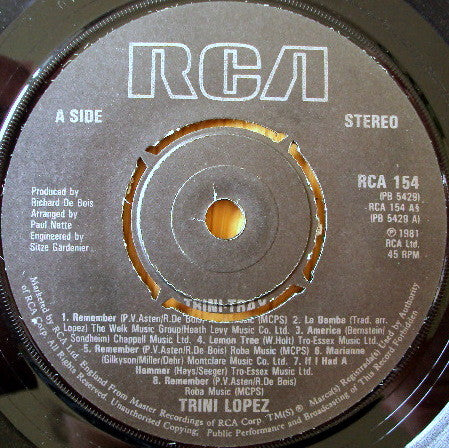 RCA
A SIDE
STEREO
RCA 154
(PB 5429)
RCA 154 A
(PB 5429 A)
℗ 1981
RCA Ltd.
45 RPM
Produced by
Richard De Bois
Arranged by
Paul Natte
Engineered by
Sitze Gardenier
TRINI-TRAX
1. Remember (P.V.Asten/R.De Bois) (MCPS) 2. La Bamba (Trad. arr.
Lopez) The Welk Music Group/Heath Levy Music Co. Ltd. 3. America (Bernstein/
Sondheim) Chappell Music Ltd. 4. Lemon Tree (W.Holt) Tro-Essex Music Ltd.
5. Remember (P.V.Asten/R.De Bois) Roba Music (MCPS) 6. Marianne
(Gilkyson/Miller/Dehr) Montclare Music Co. Ltd. 7. If I Had A
Hammer (Hays/Seeger) Tro-Essex Music Ltd.
8. Remember (P.V.Asten/R.De Bois)
Roba Music (MCPS)
TRINI LOPEZ
Marketed by RCA Ltd., England From Master Recordings of RCA Corp. TM(S) ® Marca(s) Registrada(s) Used by Authority
of RCA Corp. All Rights Reserved. Unauthorised Copying, Public Performance and Broadcasting of This Record Prohibited.